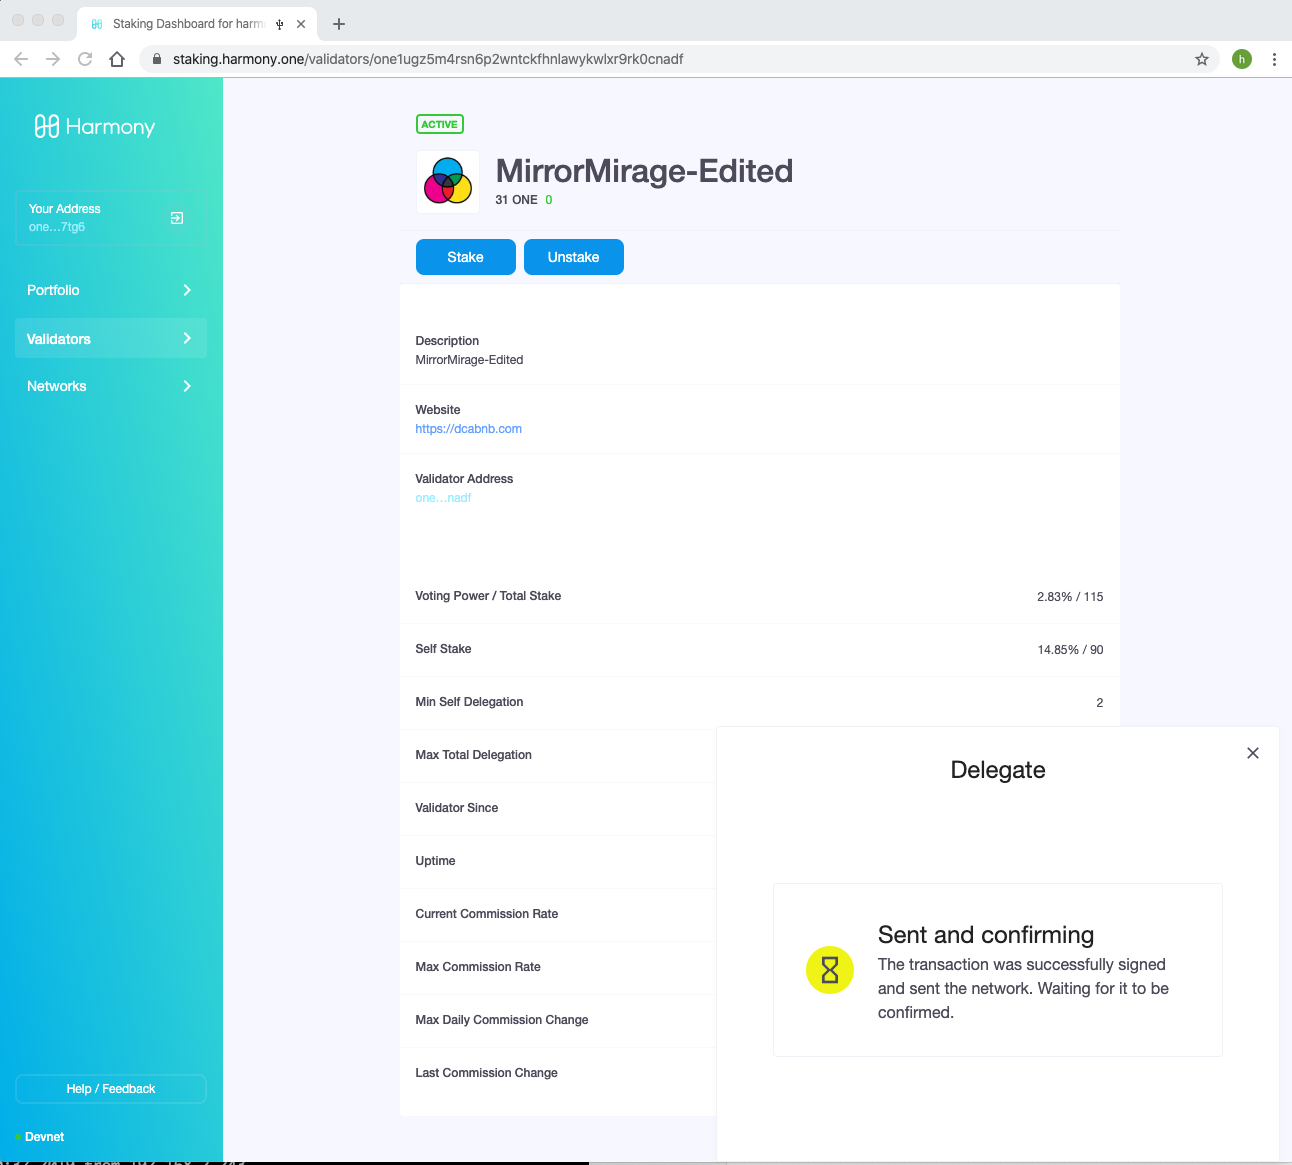 Staking Dashboard for harm
staking.harmony.one/validators/one1ugz5m4rsn6p2wntckfhnlawykwlxr9rk0cnadf
h
Harmony
Your Address
one...7tg6
Portfolio
Validators
Networks
Help / Feedback
Devnet
ACTIVE
MirrorMirage-Edited
31 ONE 0
Stake
Unstake
Description
MirrorMirage-Edited
Website
https://dcabnb.com
Validator Address
one...nadf
Voting Power / Total Stake
2.83% / 115
Self Stake
14.85% / 90
Min Self Delegation
2
Max Total Delegation
Validator Since
Uptime
Current Commission Rate
Max Commission Rate
Max Daily Commission Change
Last Commission Change
Delegate
Sent and confirming
The transaction was successfully signed
and sent the network. Waiting for it to be
confirmed.